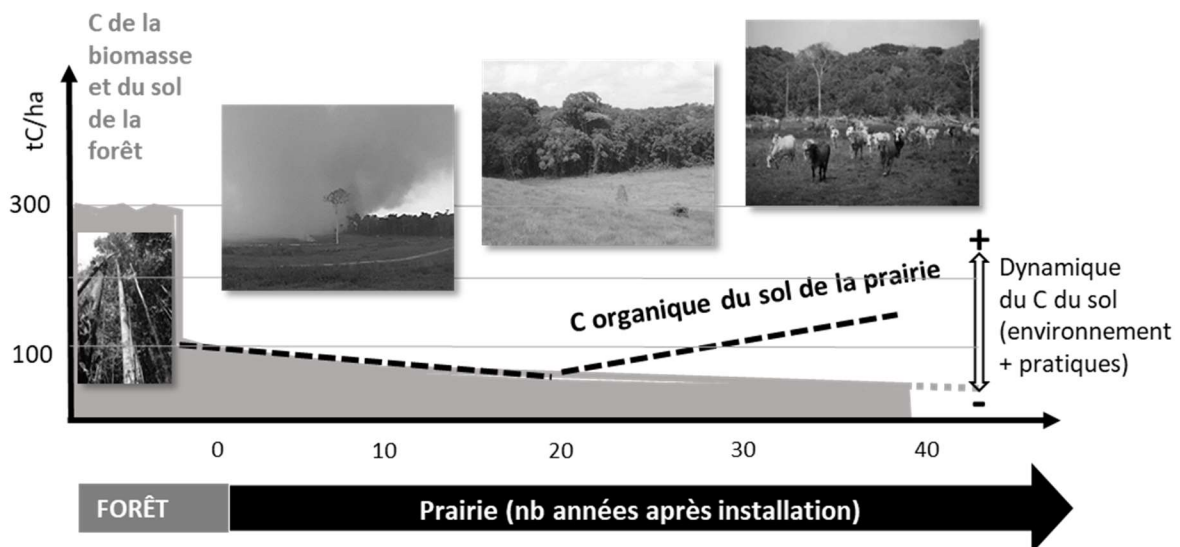 C de la
biomasse
et du sol
de la
forêt
tC/ha
300
100
C organique du sol de la prairie
+
Dynamique
du C du sol
(environnement
+ pratiques)
-
0 10 20 30 40
FORÊT
Prairie (nb années après installation)